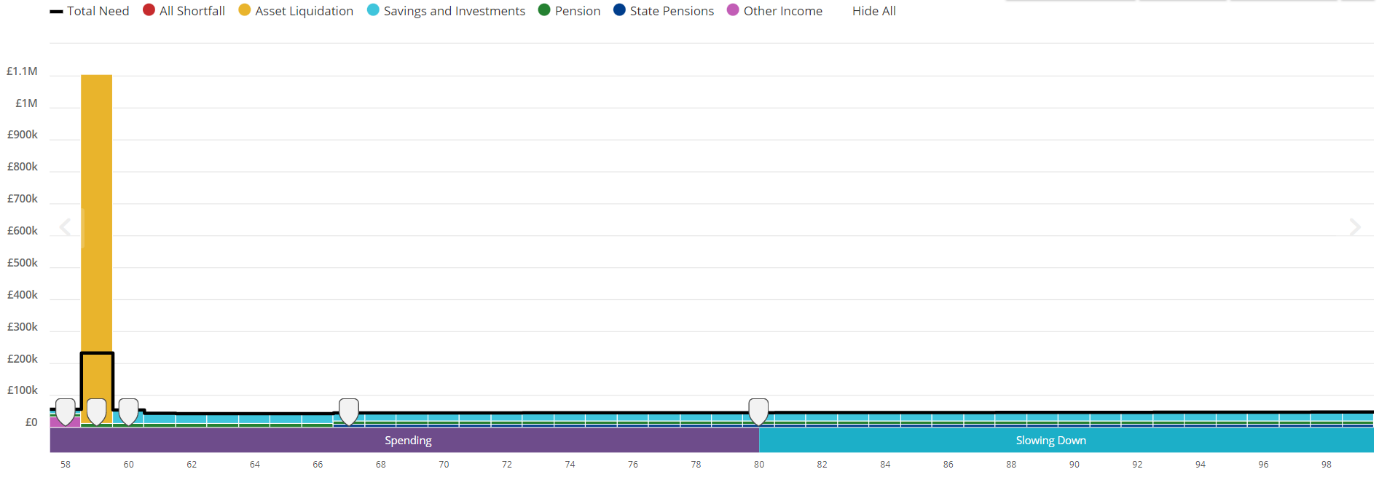 Total Need All Shortfall Asset Liquidation Savings and Investments Pension State Pensions Other Income Hide All
£1.1M
£1M
£900k
£800k
£700k
£600k
£500k
£400k
£300k
£200k
£100k
£0
Spending Slowing Down
58 60 62 64 66 68 70 72 74 76 78 80 82 84 86 88 90 92 94 96 98